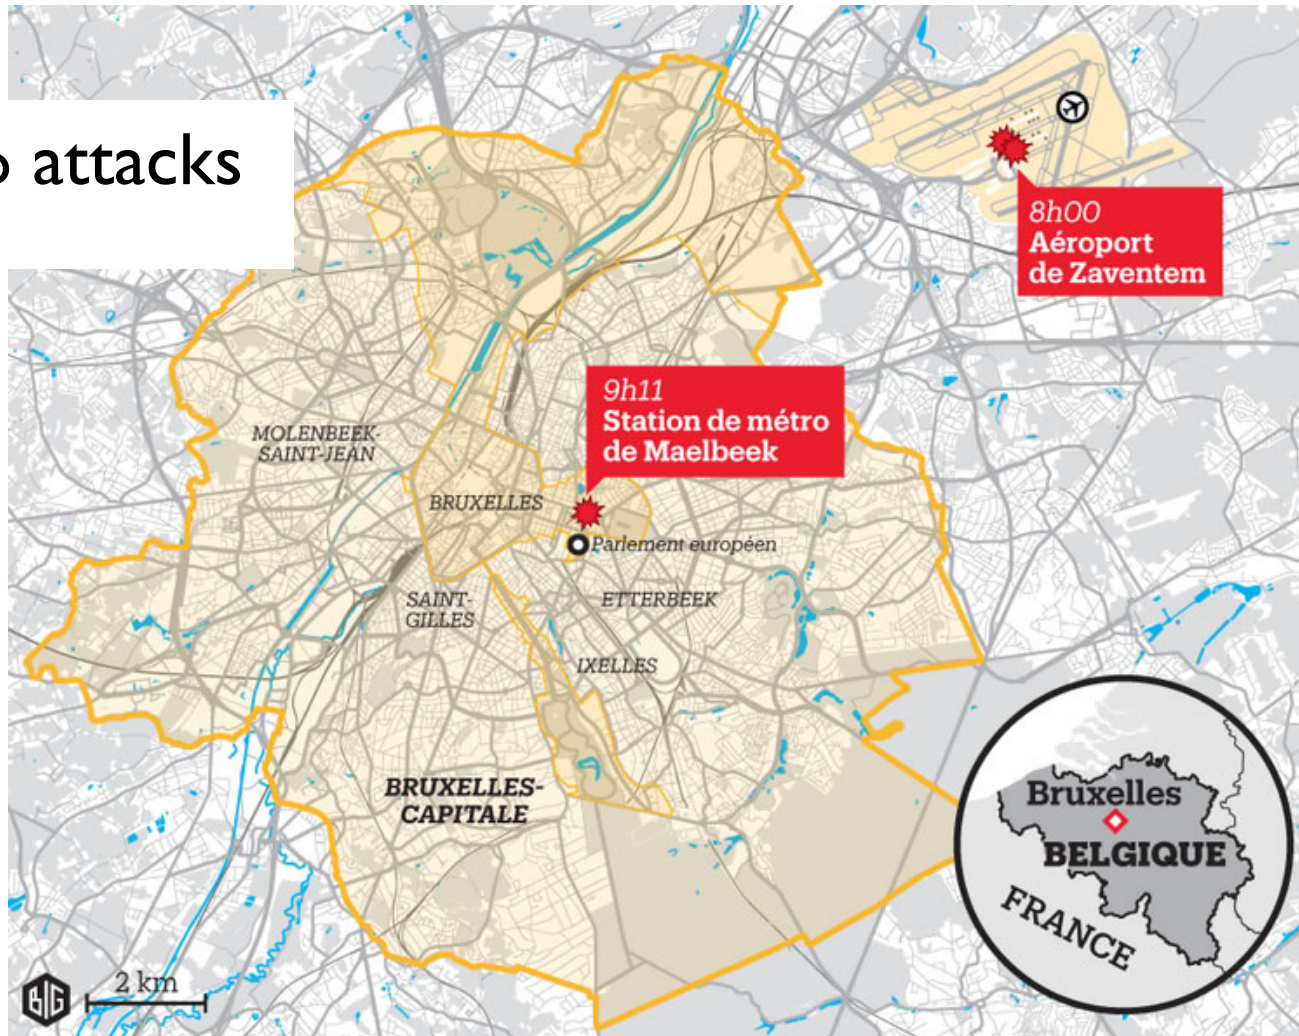 attacks
8h00
Aéroport
de Zaventem
9h11
Station de métro
de Maelbeek
MOLENBEEK-
SAINT-JEAN
BRUXELLES
Parlement européen
SAINT-
GILLES
ETTERBEEK
IXELLES
BRUXELLES-
CAPITALE
Bruxelles
BELGIQUE
FRANCE
BIG
2 km